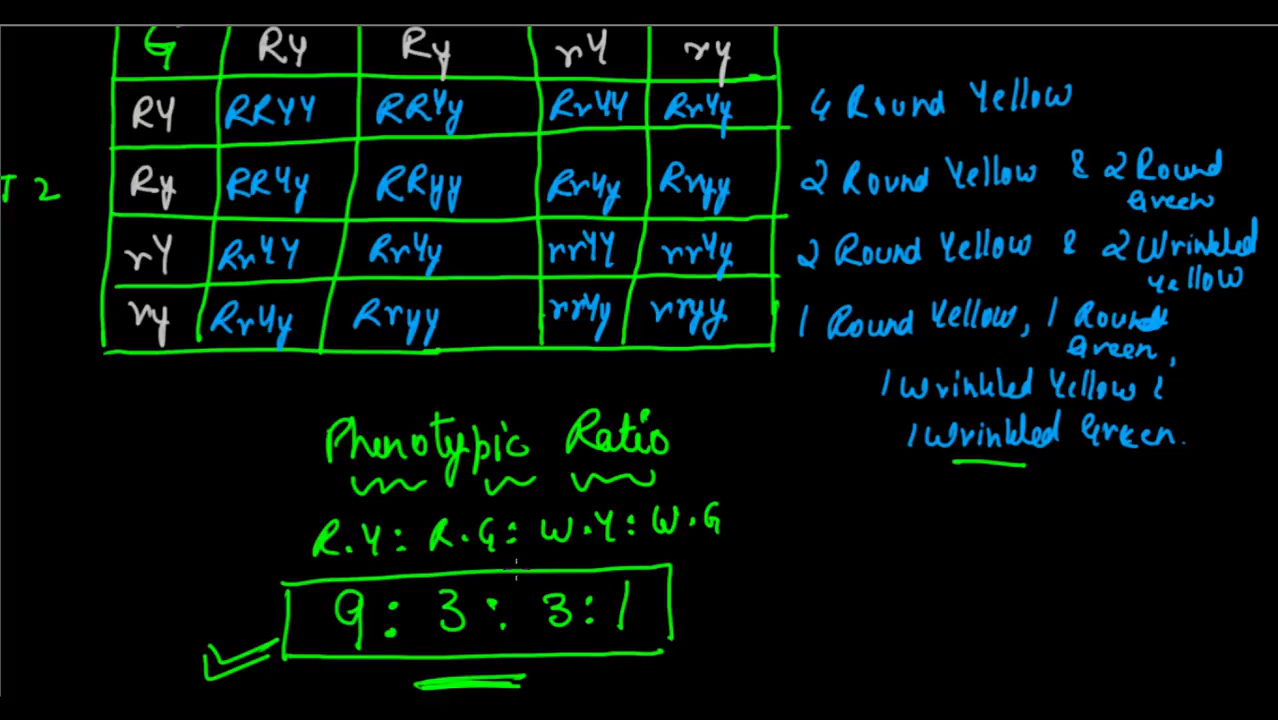 G RY Ry rY ry
RY RRYY RRYy RrYY RrYy 4 Round Yellow
T2 Ry RRYy RRyy RrYy Rryy 2 Round Yellow & 2 Round Green
rY RrYY RrYy rrYY rrYy 2 Round Yellow & 2 Wrinkled Yellow
ry RrYy Rryy rrYy rryy 1 Round Yellow, 1 Round Green,
1 Wrinkled Yellow &
1 Wrinkled Green.
Phenotypic Ratio
R.Y : R.G : W.Y : W.G
9 : 3 : 3 : 1